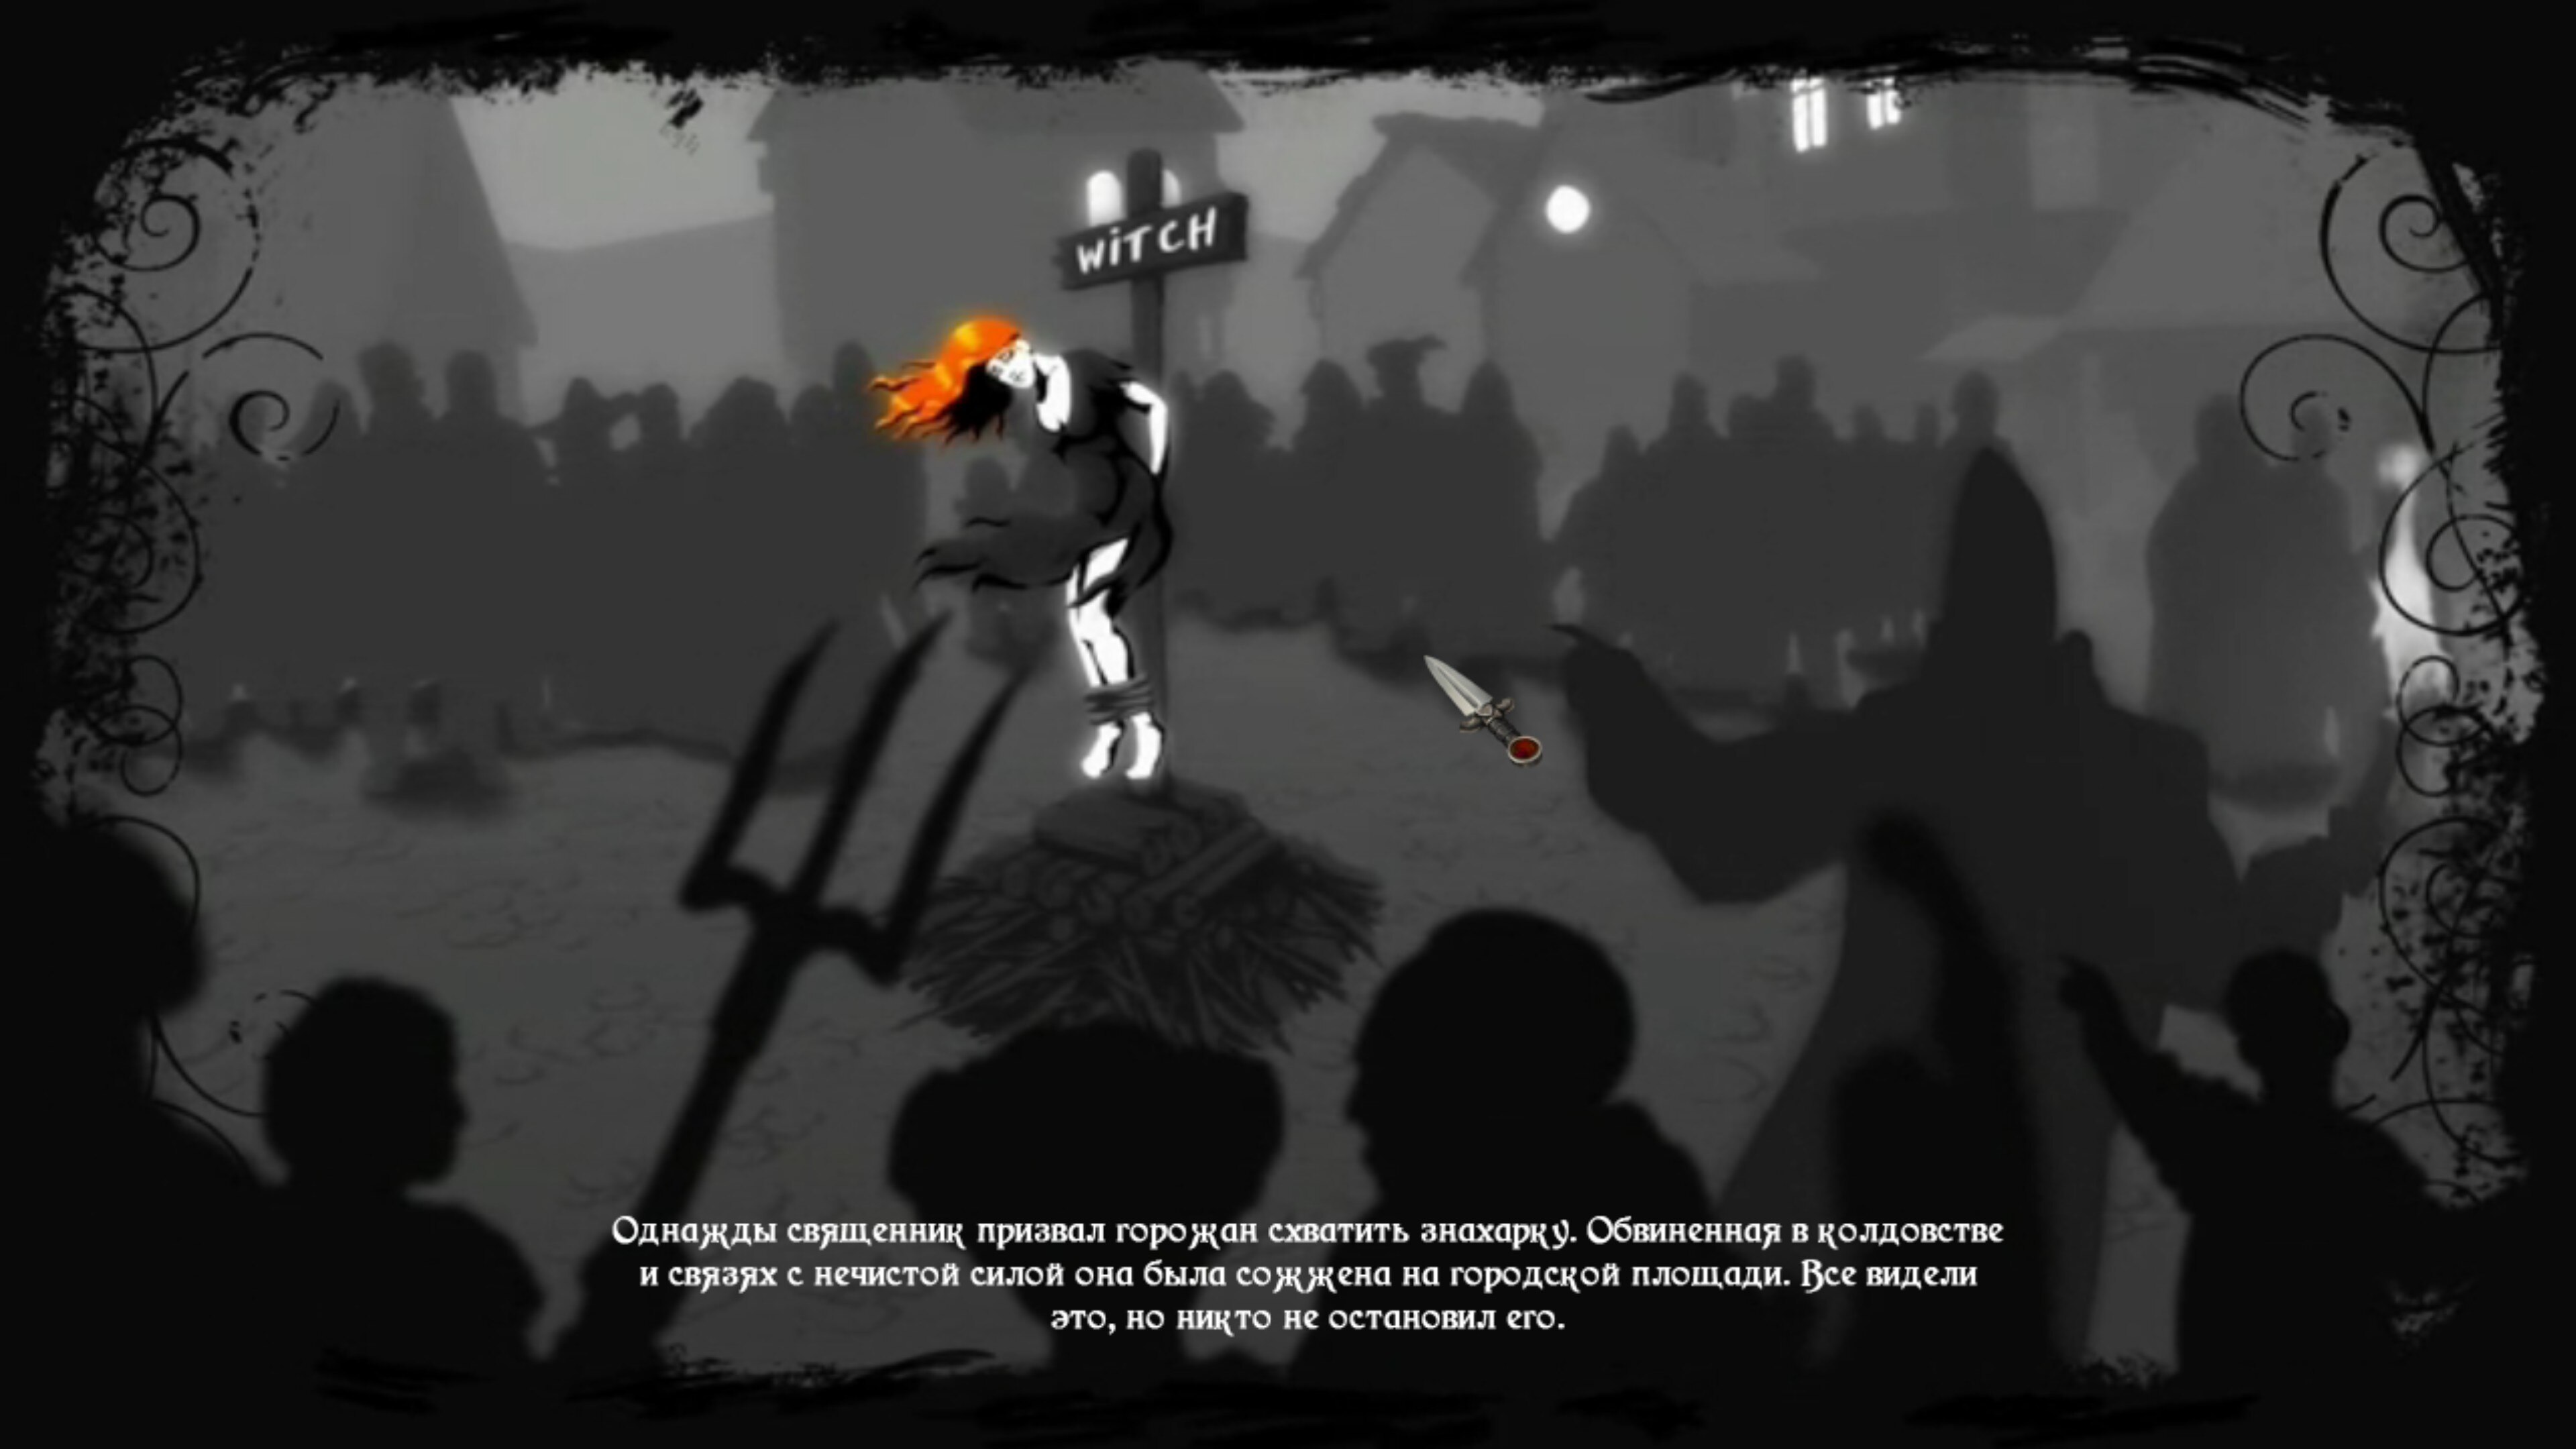 WiTCH
Однажды священник призвал горожан схватить знахарку. Обвиненная в колдовстве
и связях с нечистой силой она была сожжена на городской площади. Все видели
это, но никто не остановил его.